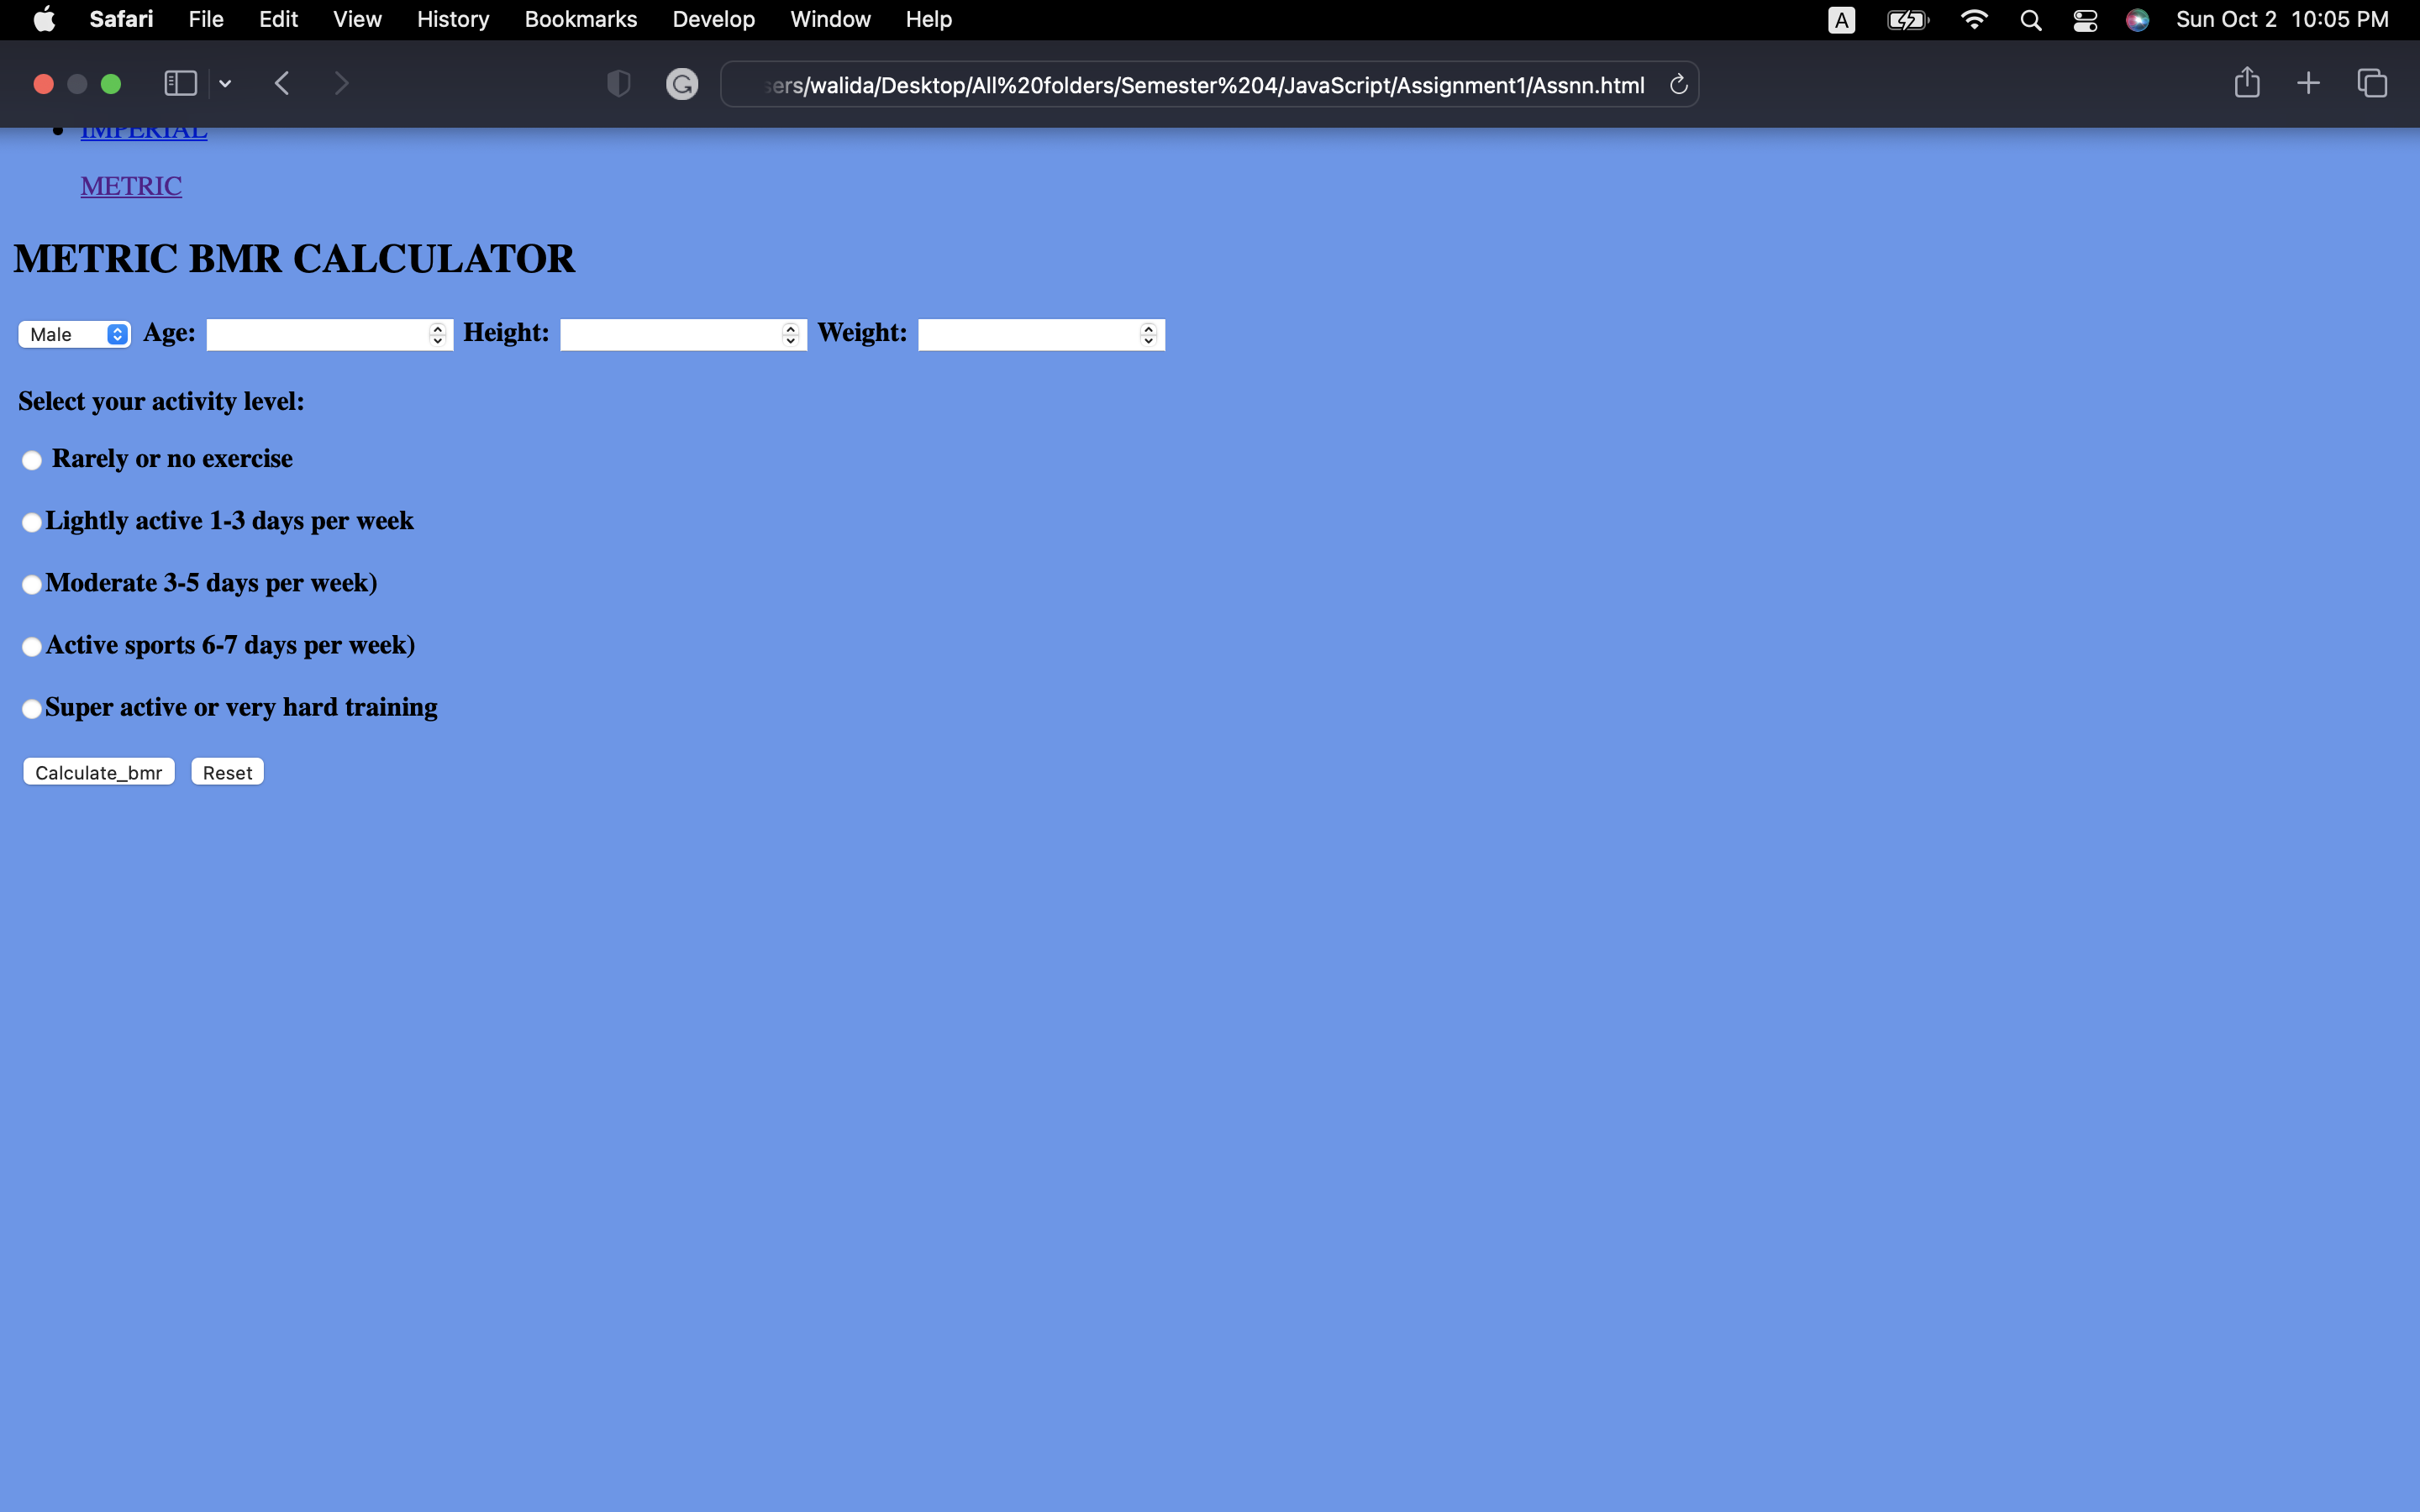 Safari File Edit View History Bookmarks Develop Window Help A Sun Oct 2 10:05 PM
sers/walida/Desktop/All%20folders/Semester%204/JavaScript/Assignment1/Assnn.html
IMPERIAL
METRIC
METRIC BMR CALCULATOR
Male Age: Height: Weight:
Select your activity level:
Rarely or no exercise
Lightly active 1-3 days per week
Moderate 3-5 days per week)
Active sports 6-7 days per week)
Super active or very hard training
Calculate_bmr Reset